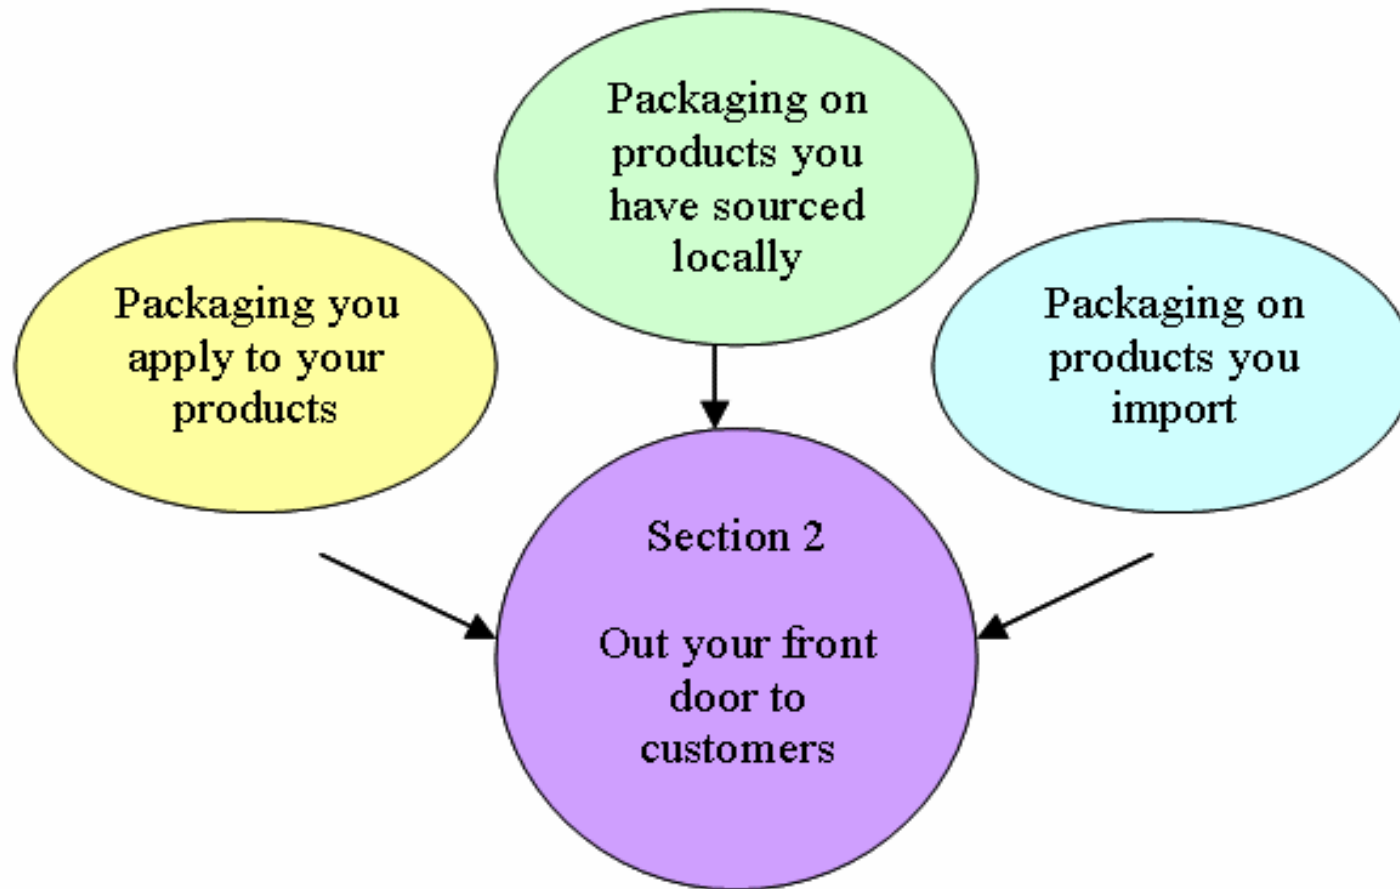 Packaging on
products you
have sourced
locally
Packaging you
apply to your
products
Packaging on
products you
import
Section 2
Out your front
door to
customers